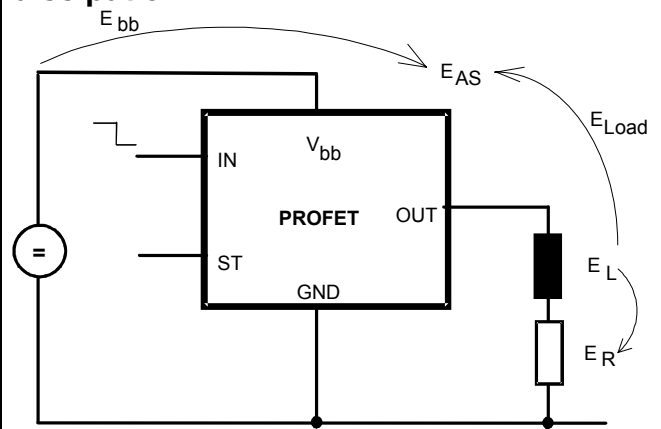 E bb
E AS
E Load
V bb
IN
PROFET
OUT
=
ST
E L
GND
E R